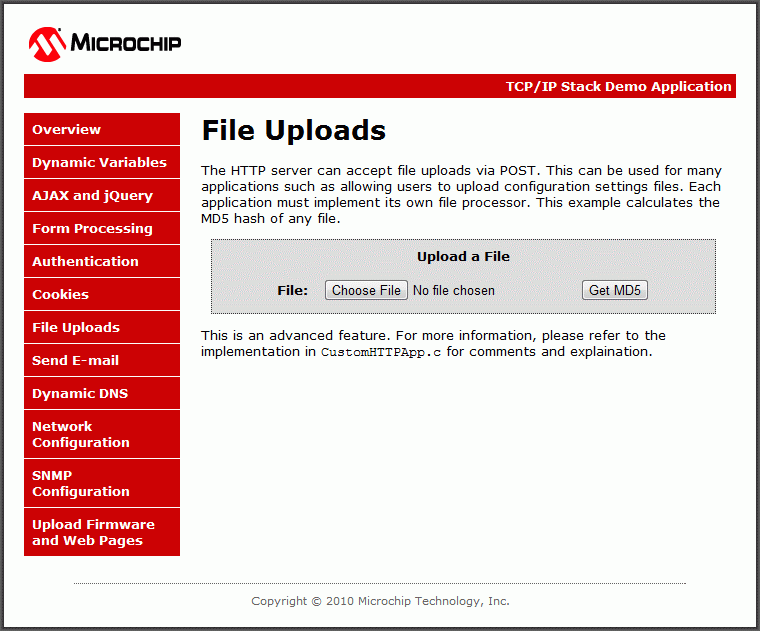 MICROCHIP
TCP/IP Stack Demo Application
Overview
Dynamic Variables
AJAX and jQuery
Form Processing
Authentication
Cookies
File Uploads
Send E-mail
Dynamic DNS
Network
Configuration
SNMP
Configuration
Upload Firmware
and Web Pages
File Uploads
The HTTP server can accept file uploads via POST. This can be used for many
applications such as allowing users to upload configuration settings files. Each
application must implement its own file processor. This example calculates the
MD5 hash of any file.
Upload a File
File: Choose File No file chosen Get MD5
This is an advanced feature. For more information, please refer to the
implementation in CustomHTTPApp.c for comments and explaination.
Copyright © 2010 Microchip Technology, Inc.